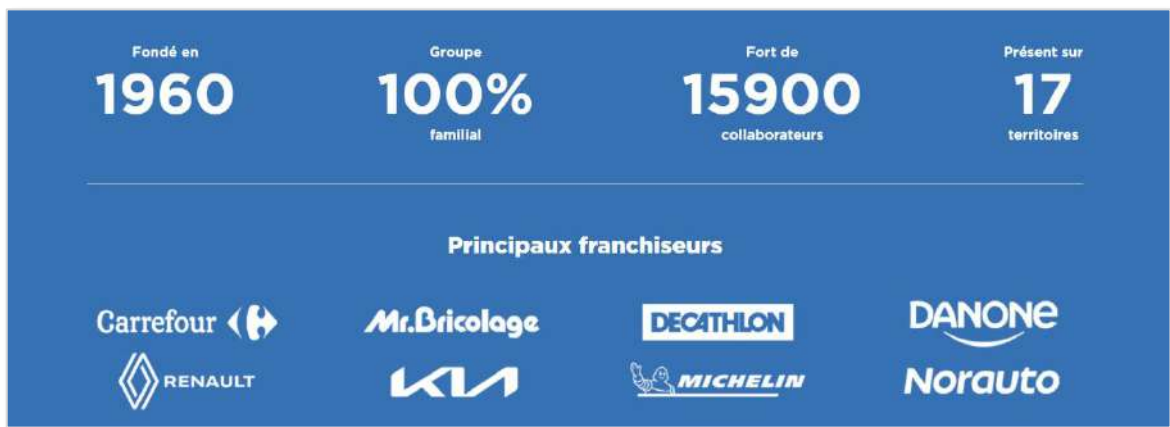 Fondé en
1960
Groupe
100%
familial
Fort de
15900
collaborateurs
Présent sur
17
territoires
Principaux franchiseurs
Carrefour
Mr.Bricolage
DECATHLON
DANONE
RENAULT
KIA
MICHELIN
Norauto